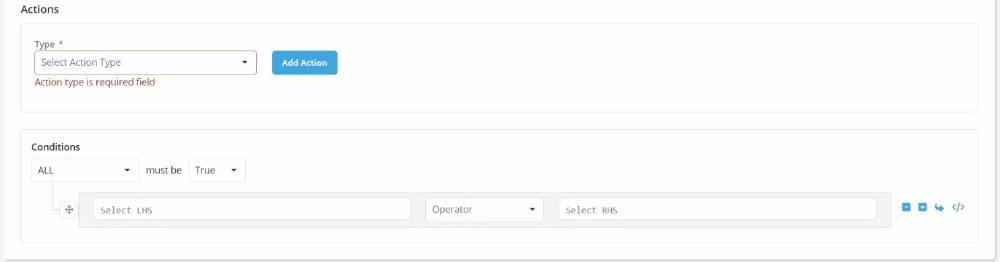 Actions
Type *
Select Action Type
Add Action
Action type is required field
Conditions
ALL must be True
Select LHS Operator Select RHS